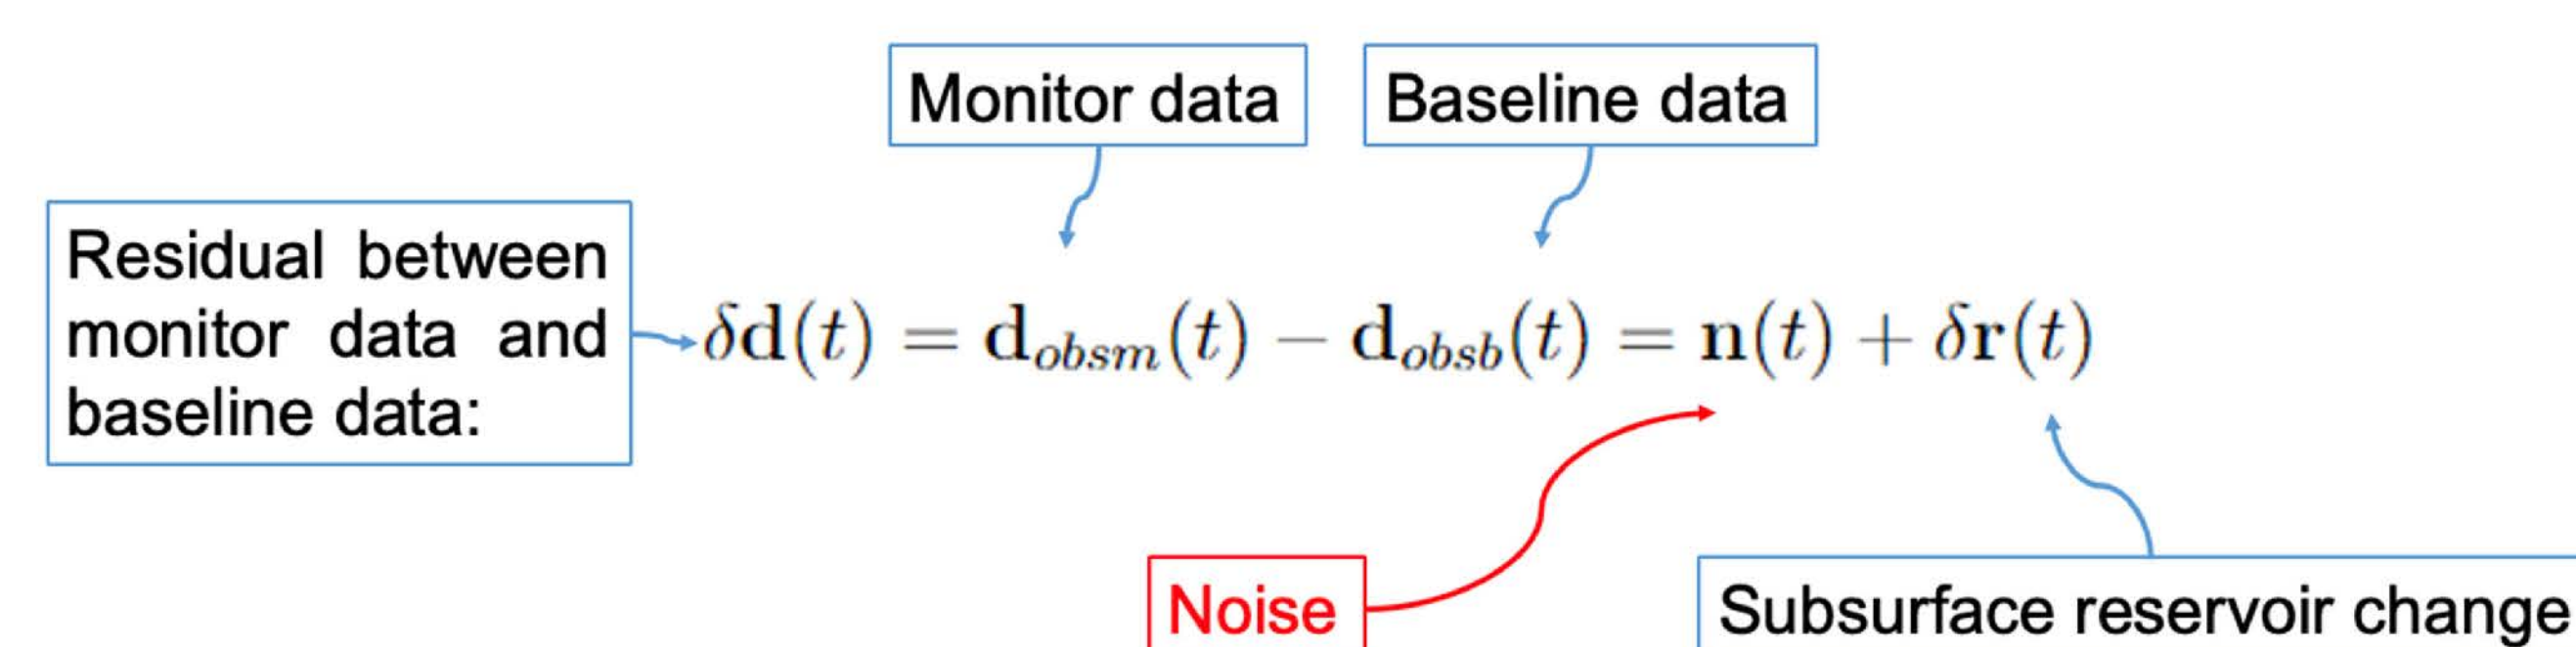 Monitor data
Baseline data
Residual between
monitor data and
baseline data:
δd(t) = d_obsm(t) − d_obsb(t) = n(t) + δr(t)
Noise
Subsurface reservoir change